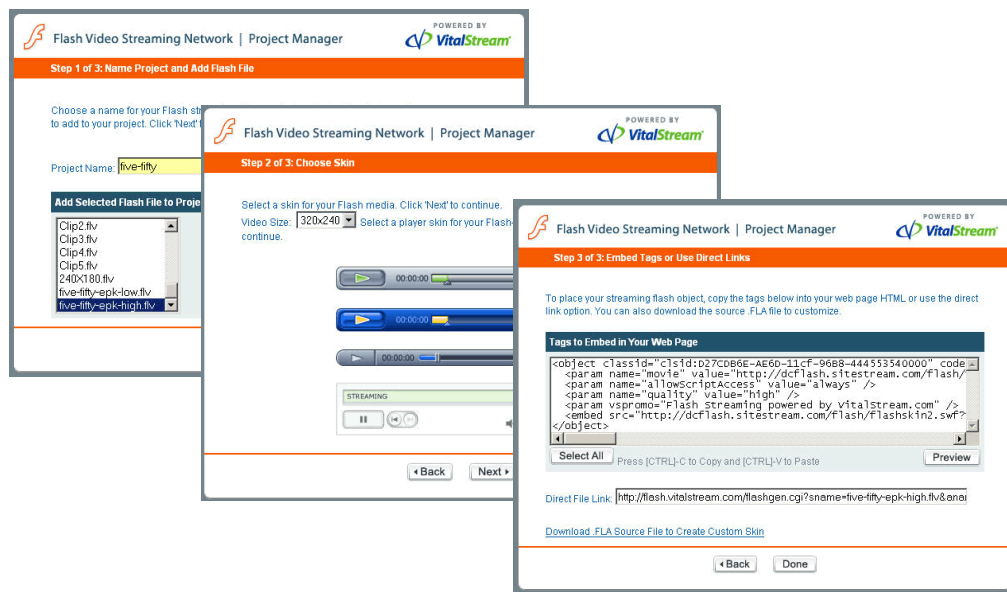 POWERED BY
Flash Video Streaming Network | Project Manager
VitalStream
Step 1 of 3: Name Project and Add Flash File
Choose a name for your Flash
to add to your project. Click 'Next'
Project Name: five-fifty
Add Selected Flash File to
Clip2.flv
Clip3.flv
Clip4.flv
Clip5.flv
240X180.flv
five-fifty-epk-low.flv
five-fifty-epk-high.flv
POWERED BY
Flash Video Streaming Network | Project Manager
VitalStream
Step 2 of 3: Choose Skin
Select a skin for your Flash media. Click 'Next' to continue.
Video Size: 320x240 Select a player skin for your Flash-
continue.
00:00:00
00:00:00
00:00:00
STREAMING
Back Next
POWERED BY
Flash Video Streaming Network | Project Manager
VitalStream
Step 3 of 3: Embed Tags or Use Direct Links
To place your streaming flash object, copy the tags below into your web page HTML or use the direct
link option. You can also download the source .FLA file to customize.
Tags to Embed in Your Web Page
<object classid="clsid:D27CDB6E-AE6D-11cf-96B8-444553540000" code
<param name="movie" value="http://dcflash.sitestream.com/flash/
<param name="allowScriptAccess" value="always" />
<param name="quality" value="high" />
<param vspromo="Flash Streaming powered by VitalStream.com" />
<embed src="http://dcflash.sitestream.com/flash/flashskin2.swf?
</object>
Select All Press [CTRL]-C to Copy and [CTRL]-V to Paste Preview
Direct File Link: http://flash.vitalstream.com/flashgen.cgi?sname=five-fifty-epk-high.flv&ana
Download .FLA Source File to Create Custom Skin
Back Done